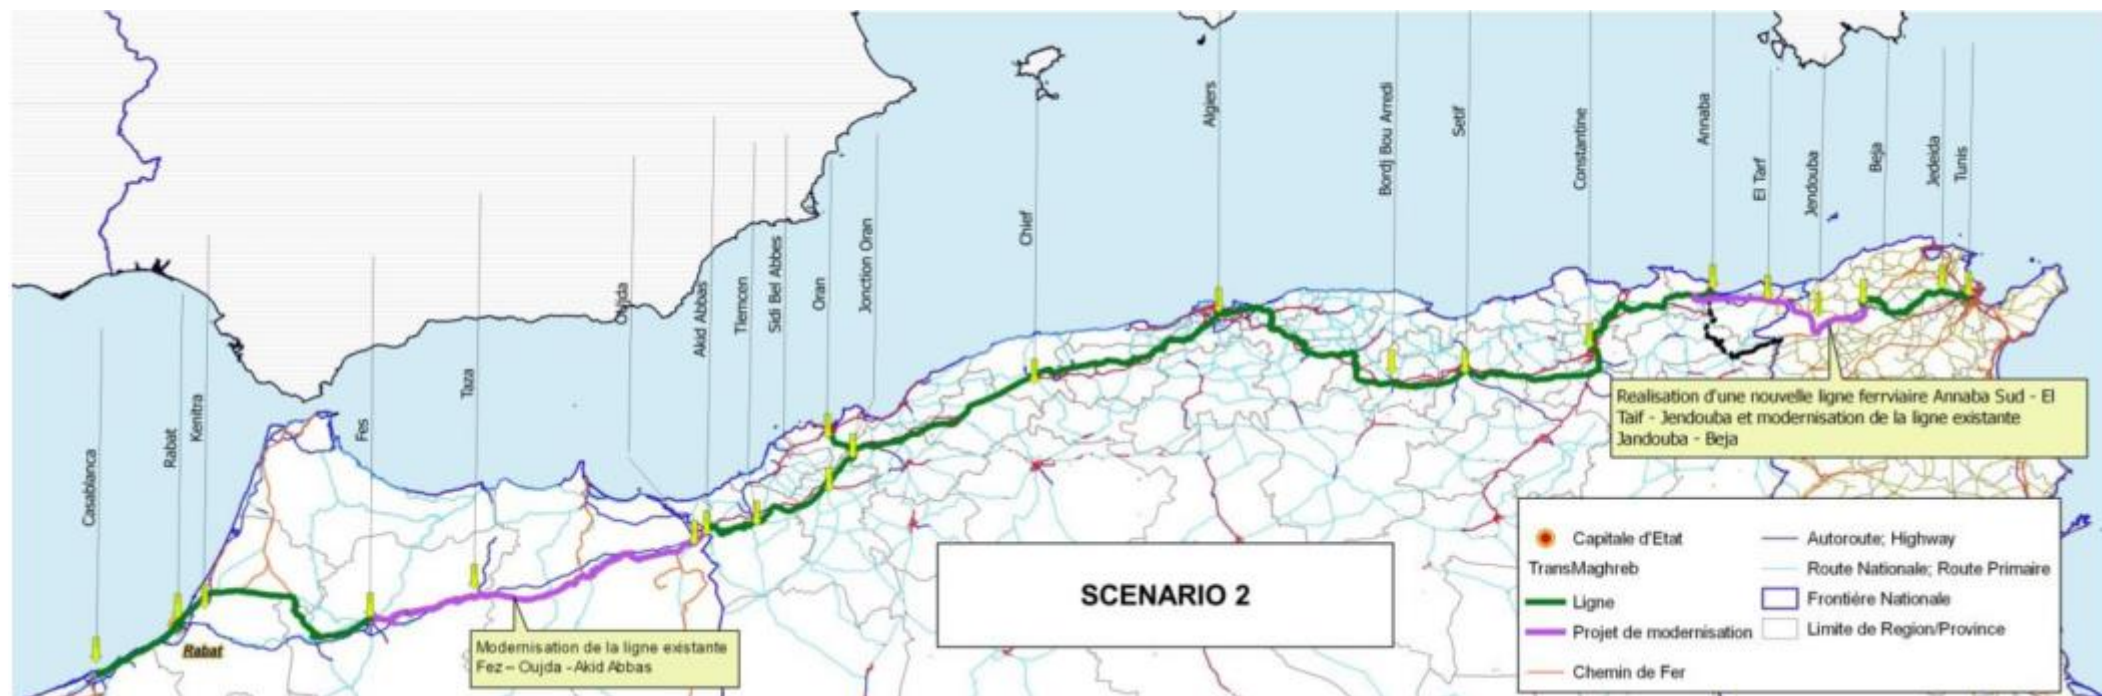 Casablanca
Rabat
Kenitra
Fes
Taza
Oujida
Akid Abbas
Tlemcen
Sidi Bel Abbes
Oran
Jonction Oran
Chief
Algiers
Bordj Bou Arredi
Setif
Constantine
Annaba
El Tarf
Jendouba
Beja
Jedeida
Tunis
Rabat
Modernisation de la ligne existante
Fez – Oujda - Akid Abbas
Realisation d'une nouvelle ligne ferrviaire Annaba Sud - El
Taif - Jendouba et modernisation de la ligne existante
Jandouba - Beja
SCENARIO 2
Capitale d'Etat
TransMaghreb
Ligne
Projet de modernisation
Chemin de Fer
Autoroute; Highway
Route Nationale; Route Primaire
Frontiére Nationale
Limite de Region/Province